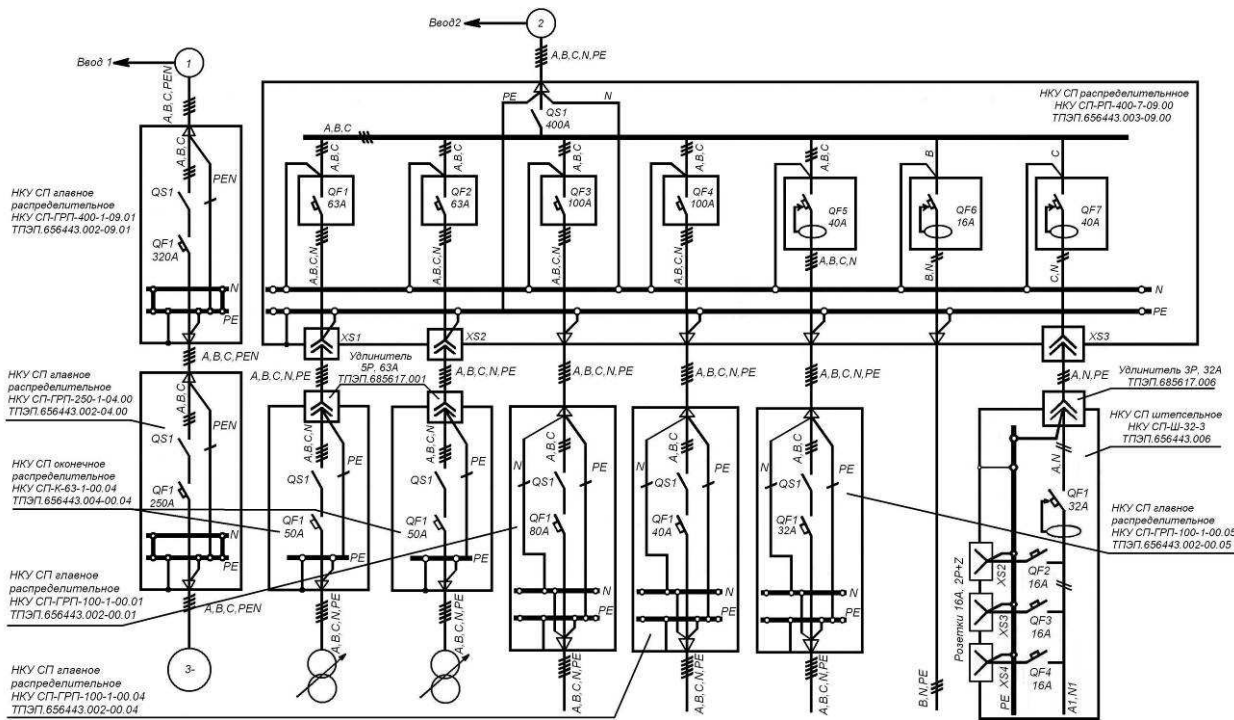 Ввод2
2
A,B,C,N,PE
Ввод 1
1
A,B,C,PEN
НКУ СП распределительнное
НКУ СП-РП-400-7-09.00
ТПЭП.656443.003-09.00
PE
N
QS1
400A
A,B,C
A,B,C
PEN
QS1
QF1
320A
N
PE
НКУ СП главное
распределительное
НКУ СП-ГРП-400-1-09.01
ТПЭП.656443.002-09.01
A,B,C
A,B,C
A,B,C
A,B,C
A,B,C
B
C
QF1
63A
QF2
63A
QF3
100A
QF4
100A
QF5
40A
QF6
16A
QF7
40A
A,B,C,N
A,B,C,N
A,B,C,N
A,B,C,N
A,B,C,N
B,N
C,N
N
PE
XS1
XS2
XS3
A,B,C,PEN
A,B,C,N,PE
Удлинитель
5P, 63A
ТПЭП.685617.001
A,B,C,N,PE
A,B,C,N,PE
A,B,C,N,PE
A,B,C,N,PE
A,N,PE
Удлинитель 3P, 32A
ТПЭП.685617.006
НКУ СП главное
распределительное
НКУ СП-ГРП-250-1-04.00
ТПЭП.656443.002-04.00
A,B,C
PEN
QS1
QF1
250A
N
PE
НКУ СП оконечное
распределительное
НКУ СП-К-63-1-00.04
ТПЭП.656443.004-00.04
A,B,C,N
PE
QS1
QF1
50A
PE
A,B,C,N
PE
QS1
QF1
50A
PE
N
A,B,C
PE
QS1
QF1
80A
N
PE
N
A,B,C
PE
QS1
QF1
40A
N
PE
N
A,B,C
PE
QS1
QF1
32A
N
PE
НКУ СП штепсельное
НКУ СП-Ш-32-3
ТПЭП.656443.006
A,N
QF1
32A
НКУ СП главное
распределительное
НКУ СП-ГРП-100-1-00.05
ТПЭП.656443.002-00.05
Розетки 16A. 2P+Z
XS2
QF2
16A
XS3
QF3
16A
XS4
QF4
16A
PE
A1,N1
НКУ СП главное
распределительное
НКУ СП-ГРП-100-1-00.01
ТПЭП.656443.002-00.01
A,B,C,PEN
3-
A,B,C,N,PE
A,B,C,N,PE
A,B,C,N,PE
A,B,C,N,PE
A,B,C,N,PE
B,N,PE
НКУ СП главное
распределительное
НКУ СП-ГРП-100-1-00.04
ТПЭП.656443.002-00.04